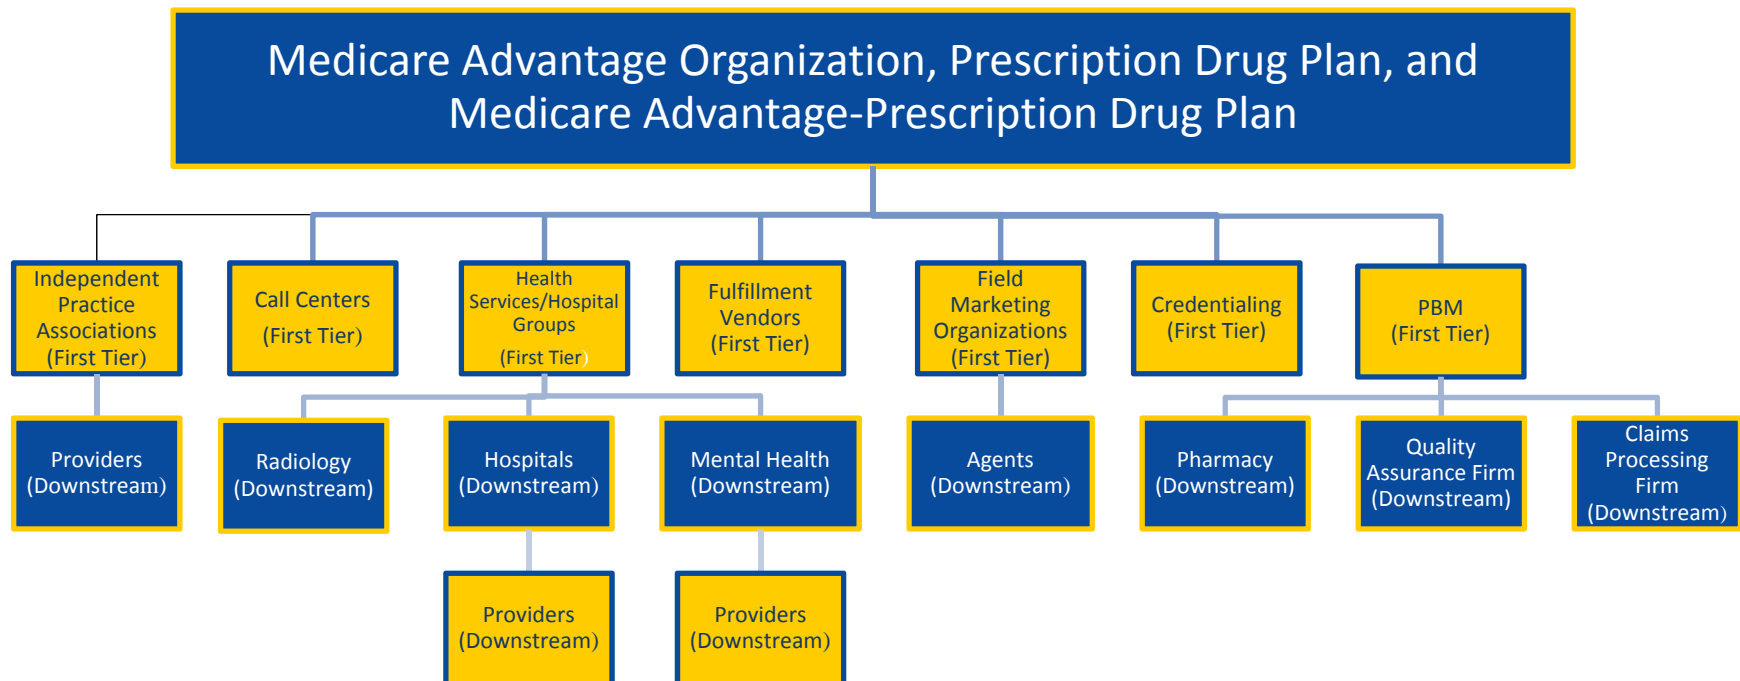 Medicare Advantage Organization, Prescription Drug Plan, and
Medicare Advantage-Prescription Drug Plan
Independent
Practice
Associations
(First Tier)
Call Centers
(First Tier)
Health
Services/Hospital
Groups
(First Tier)
Fulfillment
Vendors
(First Tier)
Field
Marketing
Organizations
(First Tier)
Credentialing
(First Tier)
PBM
(First Tier)
Providers
(Downstream)
Radiology
(Downstream)
Hospitals
(Downstream)
Mental Health
(Downstream)
Agents
(Downstream)
Pharmacy
(Downstream)
Quality
Assurance Firm
(Downstream)
Claims
Processing
Firm
(Downstream)
Providers
(Downstream)
Providers
(Downstream)